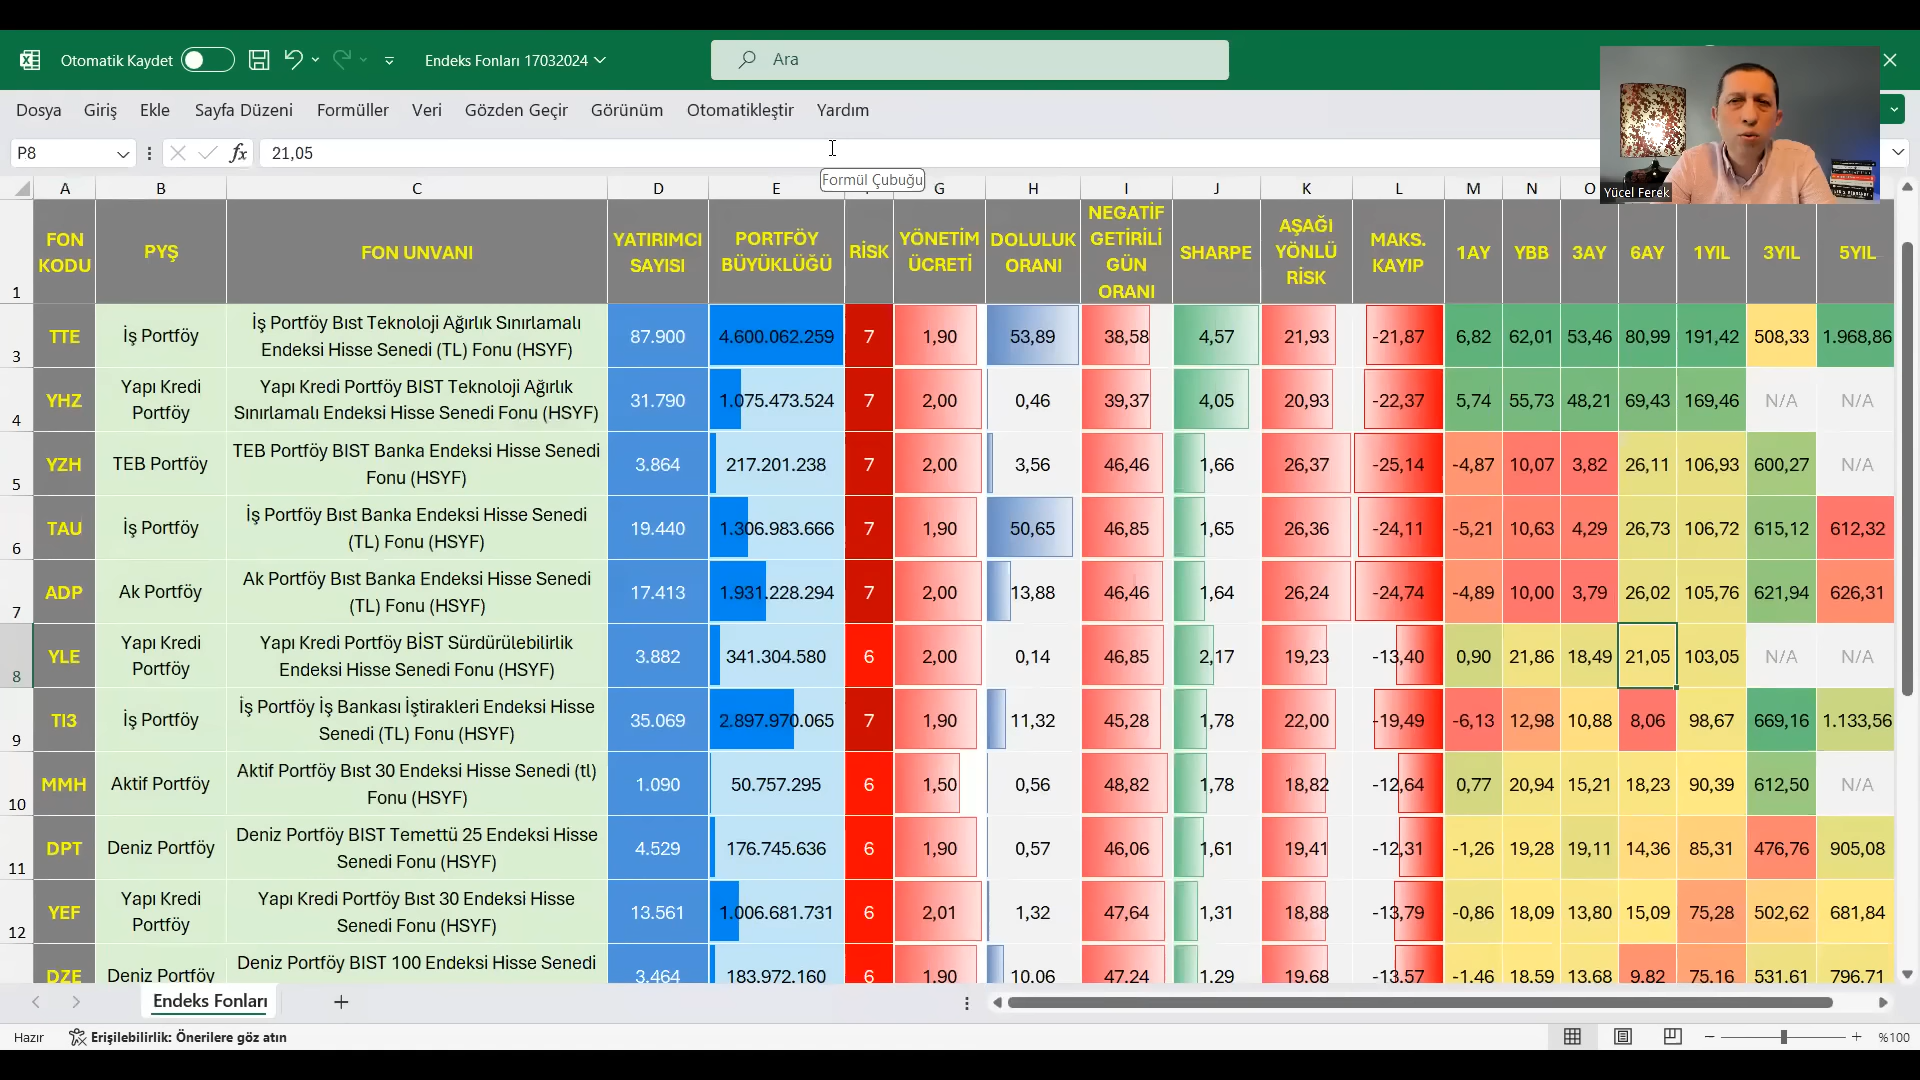 Otomatik Kaydet
Endeks Fonları 17032024
Ara
Dosya Giriş Ekle Sayfa Düzeni Formüller Veri Gözden Geçir Görünüm Otomatikleştir Yardım
P8 fx 21,05
Formül Çubuğu
Yücel Ferek
A B C D E G H I J K L M N O
1 FON KODU PYŞ FON UNVANI YATIRIMCI SAYISI PORTFÖY BÜYÜKLÜĞÜ RİSK YÖNETİM ÜCRETİ DOLULUK ORANI NEGATİF GETİRİLİ GÜN ORANI SHARPE AŞAĞI YÖNLÜ RİSK MAKS. KAYIP 1AY YBB 3AY 6AY 1YIL 3YIL 5YIL
3 TTE İş Portföy İş Portföy Bıst Teknoloji Ağırlık Sınırlamalı Endeksi Hisse Senedi (TL) Fonu (HSYF) 87.900 4.600.062.259 7 1,90 53,89 38,58 4,57 21,93 -21,87 6,82 62,01 53,46 80,99 191,42 508,33 1.968,86
4 YHZ Yapı Kredi Portföy Yapı Kredi Portföy BIST Teknoloji Ağırlık Sınırlamalı Endeksi Hisse Senedi Fonu (HSYF) 31.790 1.075.473.524 7 2,00 0,46 39,37 4,05 20,93 -22,37 5,74 55,73 48,21 69,43 169,46 N/A N/A
5 YZH TEB Portföy TEB Portföy BIST Banka Endeksi Hisse Senedi Fonu (HSYF) 3.864 217.201.238 7 2,00 3,56 46,46 1,66 26,37 -25,14 -4,87 10,07 3,82 26,11 106,93 600,27 N/A
6 TAU İş Portföy İş Portföy Bıst Banka Endeksi Hisse Senedi (TL) Fonu (HSYF) 19.440 1.306.983.666 7 1,90 50,65 46,85 1,65 26,36 -24,11 -5,21 10,63 4,29 26,73 106,72 615,12 612,32
7 ADP Ak Portföy Ak Portföy Bıst Banka Endeksi Hisse Senedi (TL) Fonu (HSYF) 17.413 1.931.228.294 7 2,00 13,88 46,46 1,64 26,24 -24,74 -4,89 10,00 3,79 26,02 105,76 621,94 626,31
8 YLE Yapı Kredi Portföy Yapı Kredi Portföy BİST Sürdürülebilirlik Endeksi Hisse Senedi Fonu (HSYF) 3.882 341.304.580 6 2,00 0,14 46,85 2,17 19,23 -13,40 0,90 21,86 18,49 21,05 103,05 N/A N/A
9 TI3 İş Portföy İş Portföy İş Bankası İştirakleri Endeksi Hisse Senedi (TL) Fonu (HSYF) 35.069 2.897.970.065 7 1,90 11,32 45,28 1,78 22,00 -19,49 -6,13 12,98 10,88 8,06 98,67 669,16 1.133,56
10 MMH Aktif Portföy Aktif Portföy Bıst 30 Endeksi Hisse Senedi (tl) Fonu (HSYF) 1.090 50.757.295 6 1,50 0,56 48,82 1,78 18,82 -12,64 0,77 20,94 15,21 18,23 90,39 612,50 N/A
11 DPT Deniz Portföy Deniz Portföy BIST Temettü 25 Endeksi Hisse Senedi Fonu (HSYF) 4.529 176.745.636 6 1,90 0,57 46,06 1,61 19,41 -12,31 -1,26 19,28 19,11 14,36 85,31 476,76 905,08
12 YEF Yapı Kredi Portföy Yapı Kredi Portföy Bıst 30 Endeksi Hisse Senedi Fonu (HSYF) 13.561 1.006.681.731 6 2,01 1,32 47,64 1,31 18,88 -13,79 -0,86 18,09 13,80 15,09 75,28 502,62 681,84
DZE Deniz Portföy Deniz Portföy BIST 100 Endeksi Hisse Senedi 3.464 183.972.160 6 1,90 10,06 47,24 1,29 19,68 -13,57 -1,46 18,59 13,68 9,82 75,16 531,61 796,71
Endeks Fonları
Hazır Erişilebilirlik: Önerilere göz atın %100